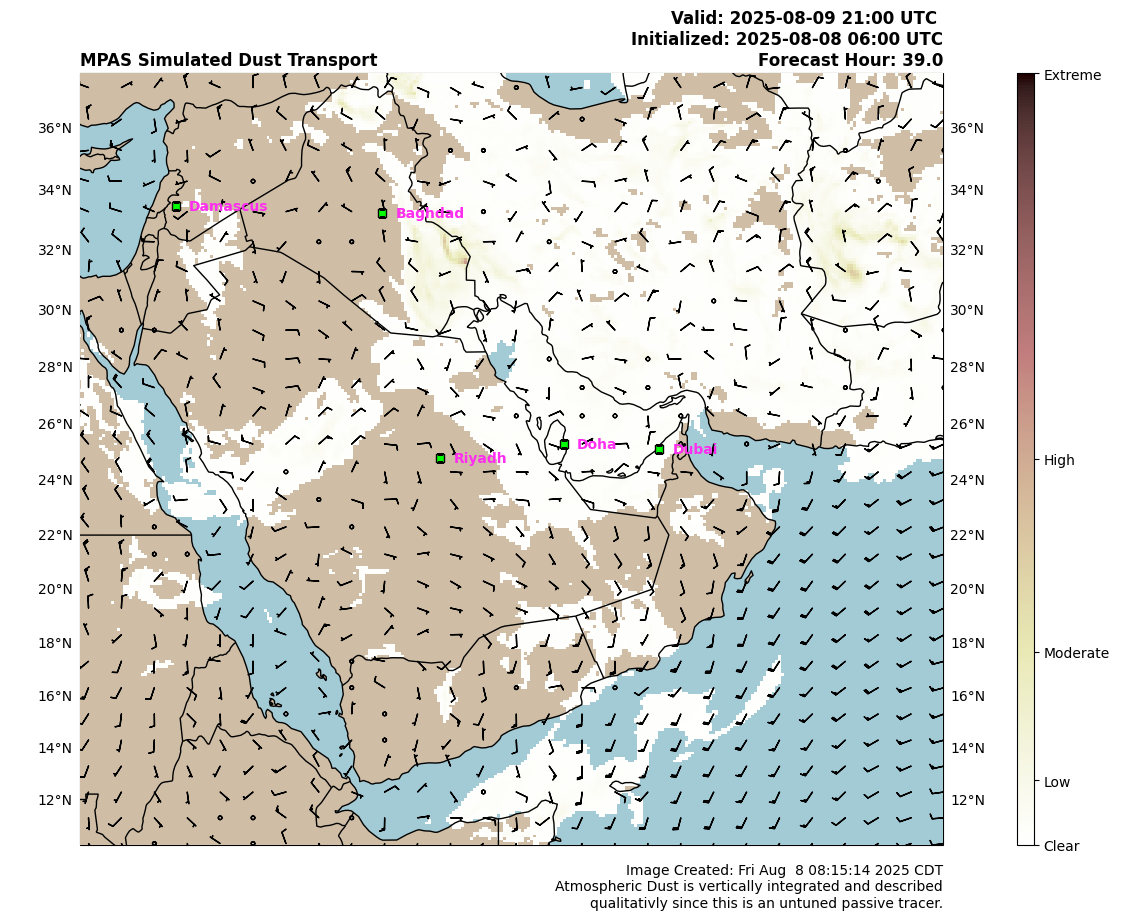 Valid: 2025-08-09 21:00 UTC
Initialized: 2025-08-08 06:00 UTC
MPAS Simulated Dust Transport
Forecast Hour: 39.0
Extreme
36°N
36°N
34°N
34°N
Damascus
Baghdad
32°N
32°N
30°N
30°N
28°N
28°N
26°N
26°N
Doha
Dubai
Riyadh
High
24°N
24°N
22°N
22°N
20°N
20°N
18°N
18°N
Moderate
16°N
16°N
14°N
14°N
12°N
12°N
Low
Clear
Image Created: Fri Aug  8 08:15:14 2025 CDT
Atmospheric Dust is vertically integrated and described
qualitativly since this is an untuned passive tracer.